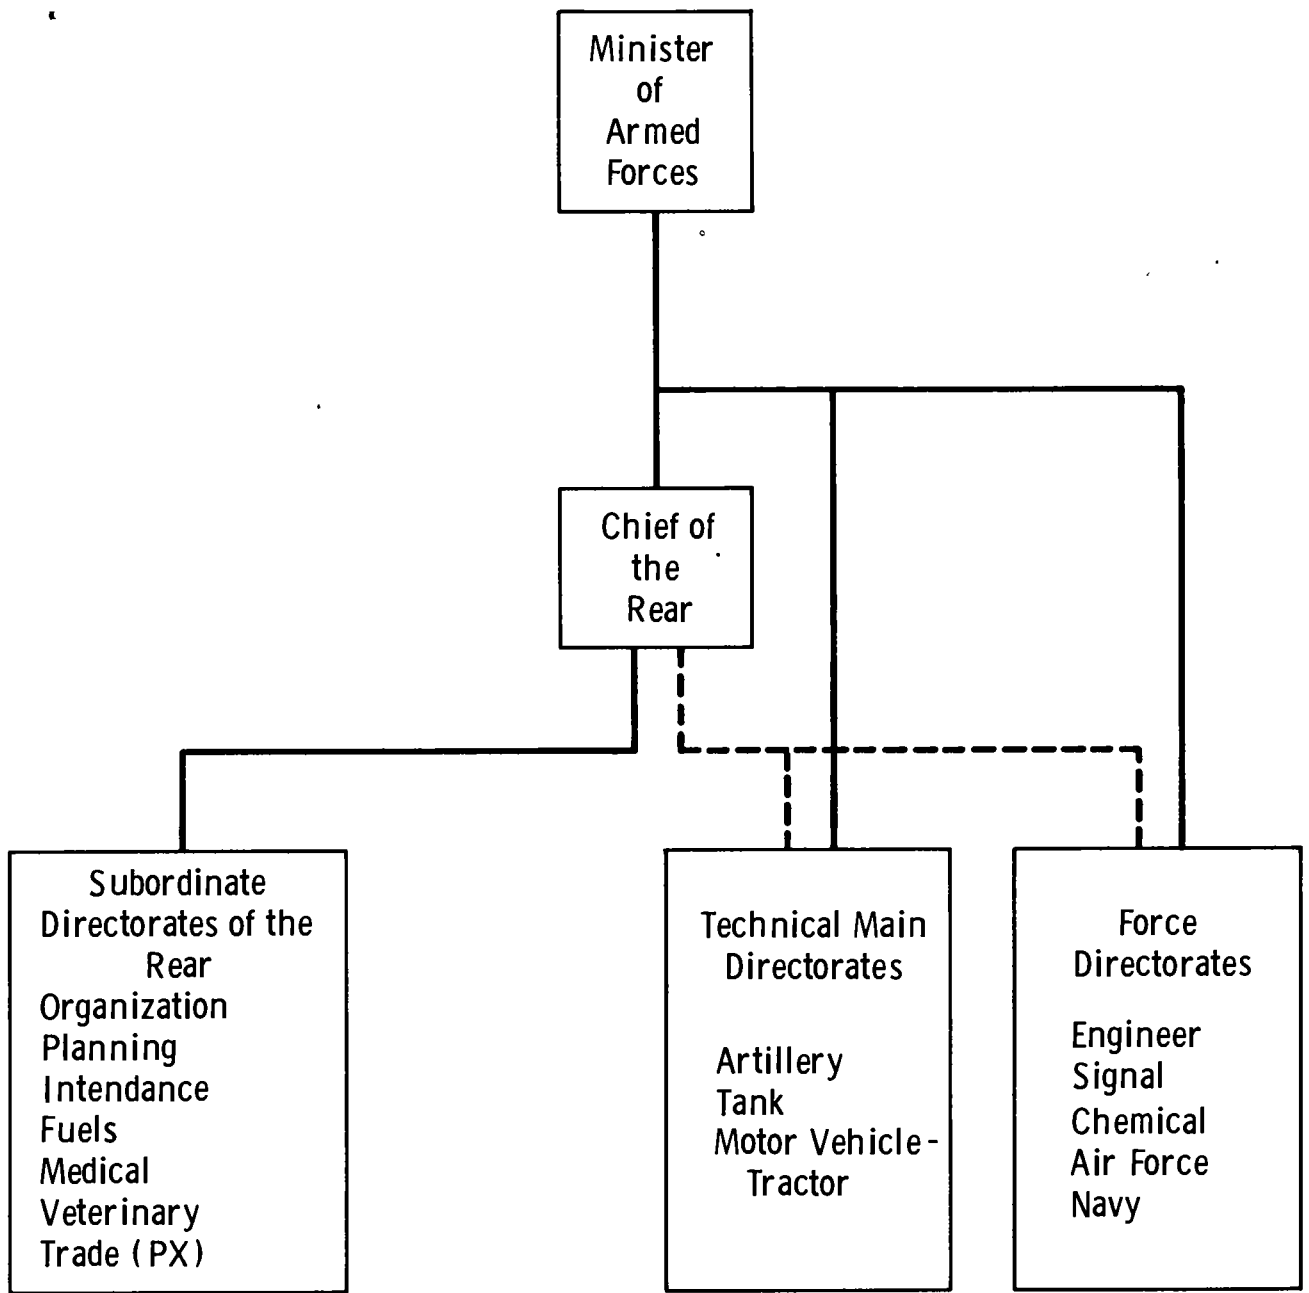 Minister
of
Armed
Forces
Chief of
the
Rear
Subordinate
Directorates of the
Rear
Organization
Planning
Intendance
Fuels
Medical
Veterinary
Trade (PX)
Technical Main
Directorates
Artillery
Tank
Motor Vehicle-
Tractor
Force
Directorates
Engineer
Signal
Chemical
Air Force
Navy